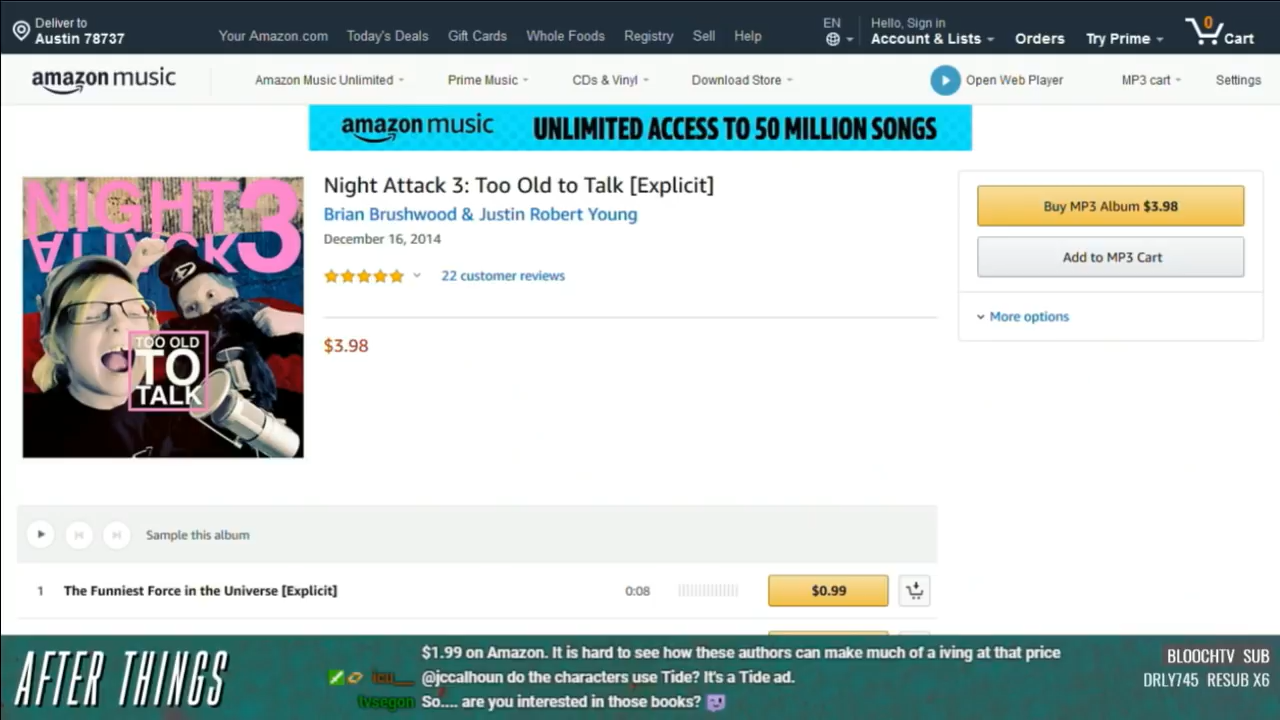 Deliver to
Austin 78737
Your Amazon.com Today's Deals Gift Cards Whole Foods Registry Sell Help
EN
Hello, Sign in
Account & Lists
Orders
Try Prime
0
Cart
amazon music
Amazon Music Unlimited Prime Music CDs & Vinyl Download Store
Open Web Player
MP3 cart
Settings
amazon music UNLIMITED ACCESS TO 50 MILLION SONGS
NIGHT
ATTACK
3
TOO OLD
TO
TALK
Night Attack 3: Too Old to Talk [Explicit]
Brian Brushwood & Justin Robert Young
December 16, 2014
22 customer reviews
$3.98
Buy MP3 Album $3.98
Add to MP3 Cart
More options
Sample this album
1 The Funniest Force in the Universe [Explicit] 0:08 $0.99
AFTER THINGS
$1.99 on Amazon. It is hard to see how these authors can make much of a iving at that price
icu__ @jccalhoun do the characters use Tide? It's a Tide ad.
tvsegon So.... are you interested in those books?
BLOOCHTV SUB
DRLY745 RESUB X6